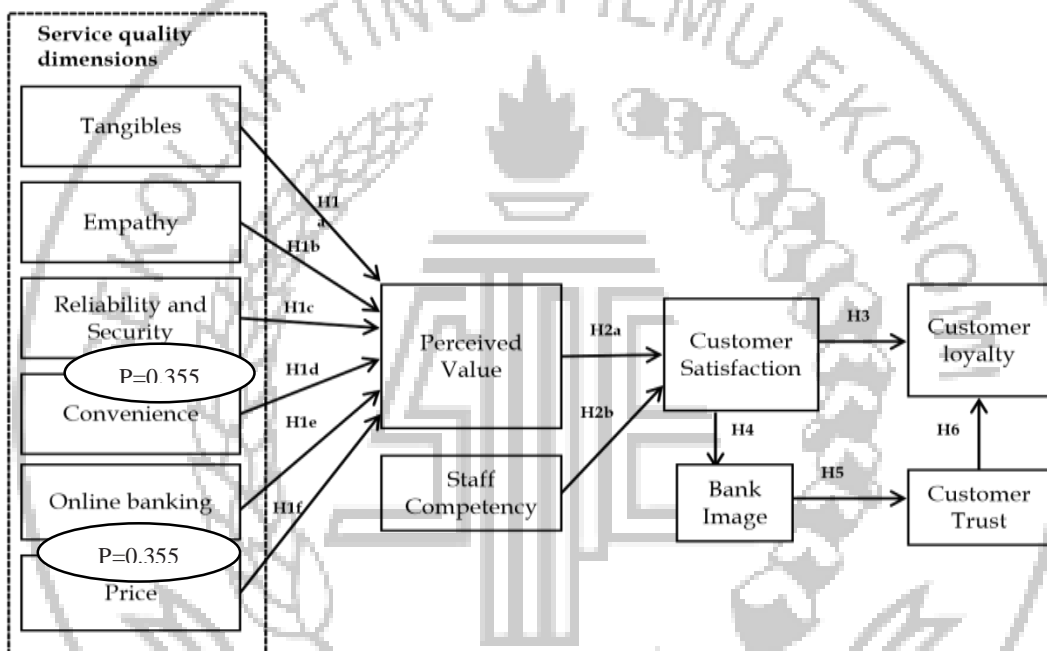 Service quality
dimensions
Tangibles
Empathy
Reliability and
Security
P=0.355
Convenience
Online banking
P=0.355
Price
H1
a
H1b
H1c
H1d
H1e
H1f
Perceived
Value
Staff
Competency
H2a
H2b
Customer
Satisfaction
H3
H4
Bank
Image
H5
Customer
loyalty
H6
Customer
Trust